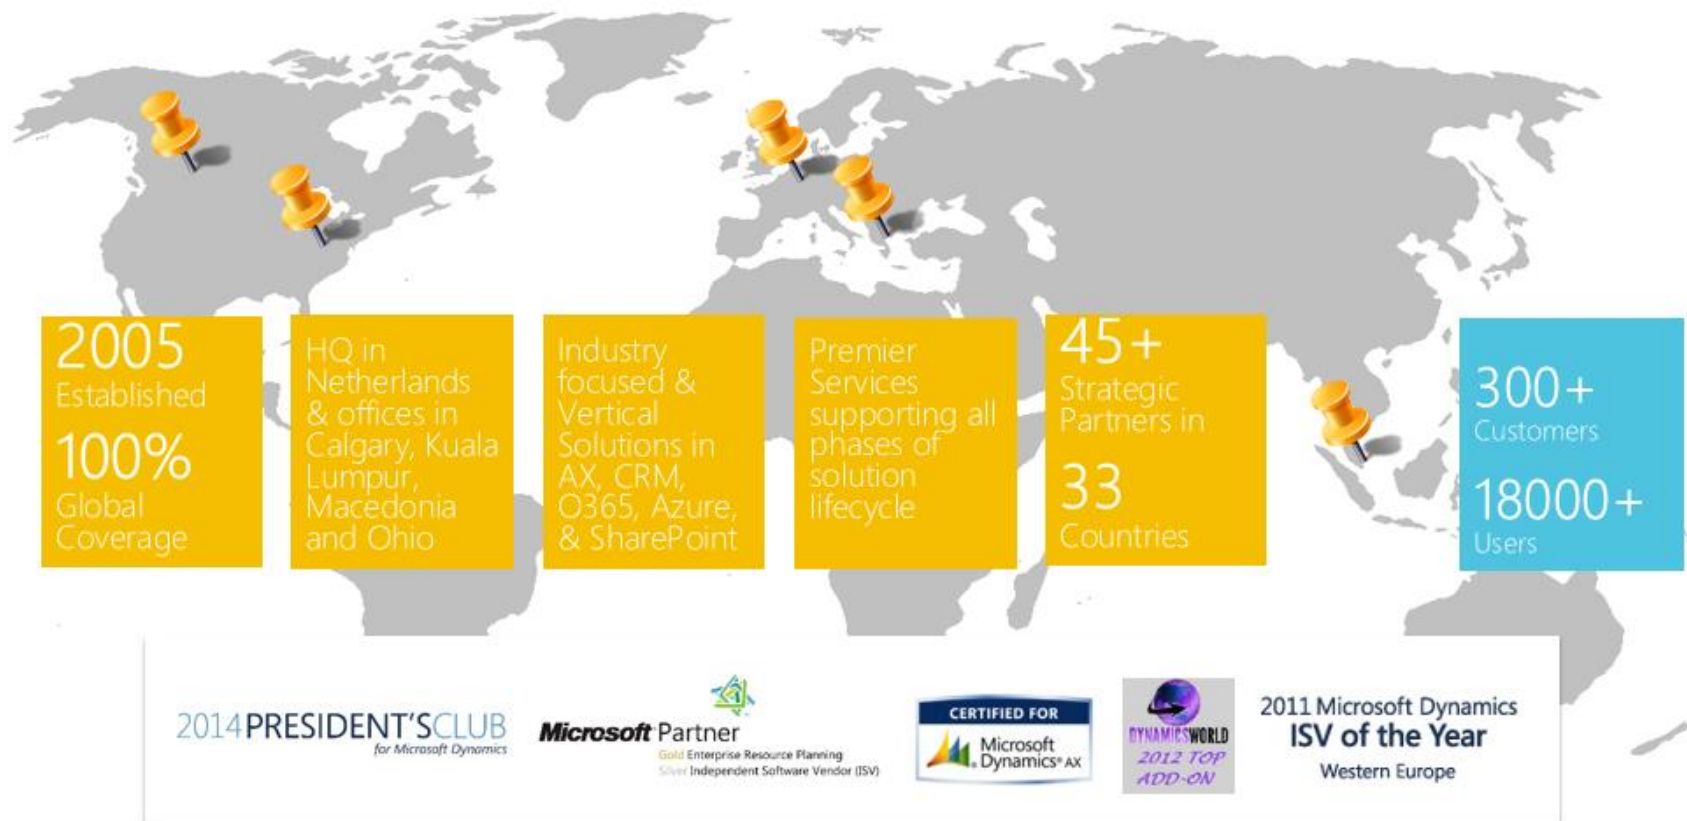 2005
Established
100%
Global
Coverage
HQ in
Netherlands
& offices in
Calgary, Kuala
Lumpur,
Macedonia
and Ohio
Industry
focused &
Vertical
Solutions in
AX, CRM,
O365, Azure,
& SharePoint
Premier
Services
supporting all
phases of
solution
lifecycle
45+
Strategic
Partners in
33
Countries
300+
Customers
18000+
Users
2014 PRESIDENT'S CLUB
for Microsoft Dynamics
Microsoft Partner
Gold Enterprise Resource Planning
Silver Independent Software Vendor (ISV)
CERTIFIED FOR
Microsoft
Dynamics® AX
DYNAMICSWORLD
2012 TOP
ADD-ON
2011 Microsoft Dynamics
ISV of the Year
Western Europe